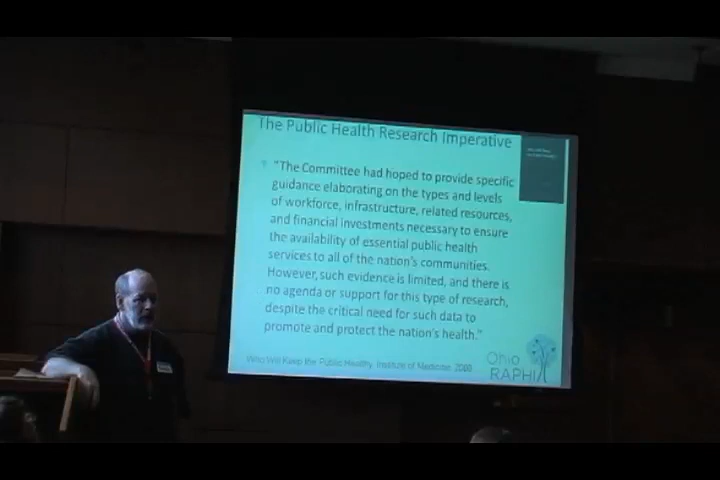 The Public Health Research Imperative
"The Committee had hoped to provide specific
guidance elaborating on the types and levels
of workforce, infrastructure, related resources,
and financial investments necessary to ensure
the availability of essential public health
services to all of the nation's communities.
However, such evidence is limited, and there is
no agenda or support for this type of research,
despite the critical need for such data to
promote and protect the nation's health."
Who Will Keep the Public Healthy, Institute of Medicine,
Ohio
RAPHI